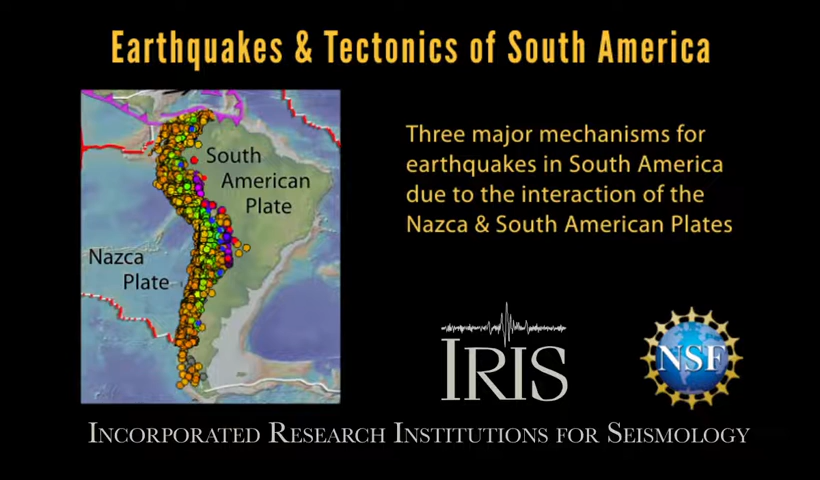 Earthquakes & Tectonics of South America
South
American
Plate
Nazca
Plate
Three major mechanisms for
earthquakes in South America
due to the interaction of the
Nazca & South American Plates
IRIS
NSF
INCORPORATED RESEARCH INSTITUTIONS FOR SEISMOLOGY